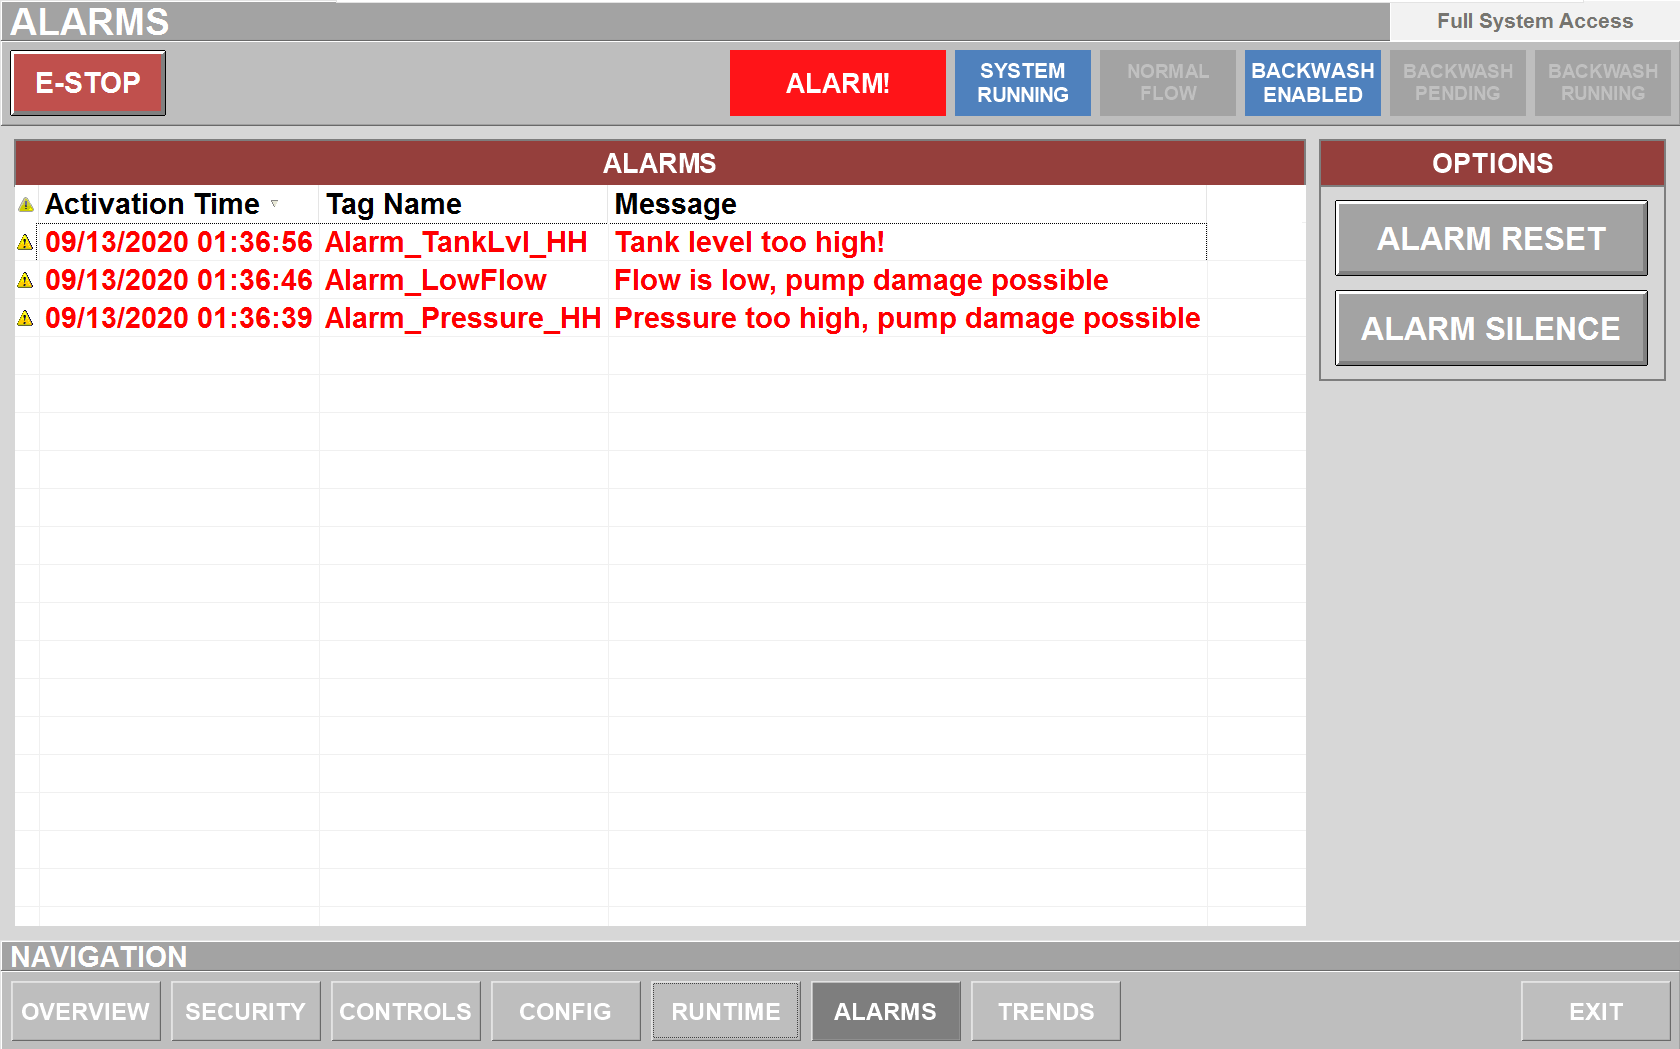 ALARMS
Full System Access
E-STOP
ALARM!
SYSTEM
RUNNING
NORMAL
FLOW
BACKWASH
ENABLED
BACKWASH
PENDING
BACKWASH
RUNNING
ALARMS
Activation Time Tag Name Message
09/13/2020 01:36:56 Alarm_TankLvl_HH Tank level too high!
09/13/2020 01:36:46 Alarm_LowFlow Flow is low, pump damage possible
09/13/2020 01:36:39 Alarm_Pressure_HH Pressure too high, pump damage possible
OPTIONS
ALARM RESET
ALARM SILENCE
NAVIGATION
OVERVIEW
SECURITY
CONTROLS
CONFIG
RUNTIME
ALARMS
TRENDS
EXIT